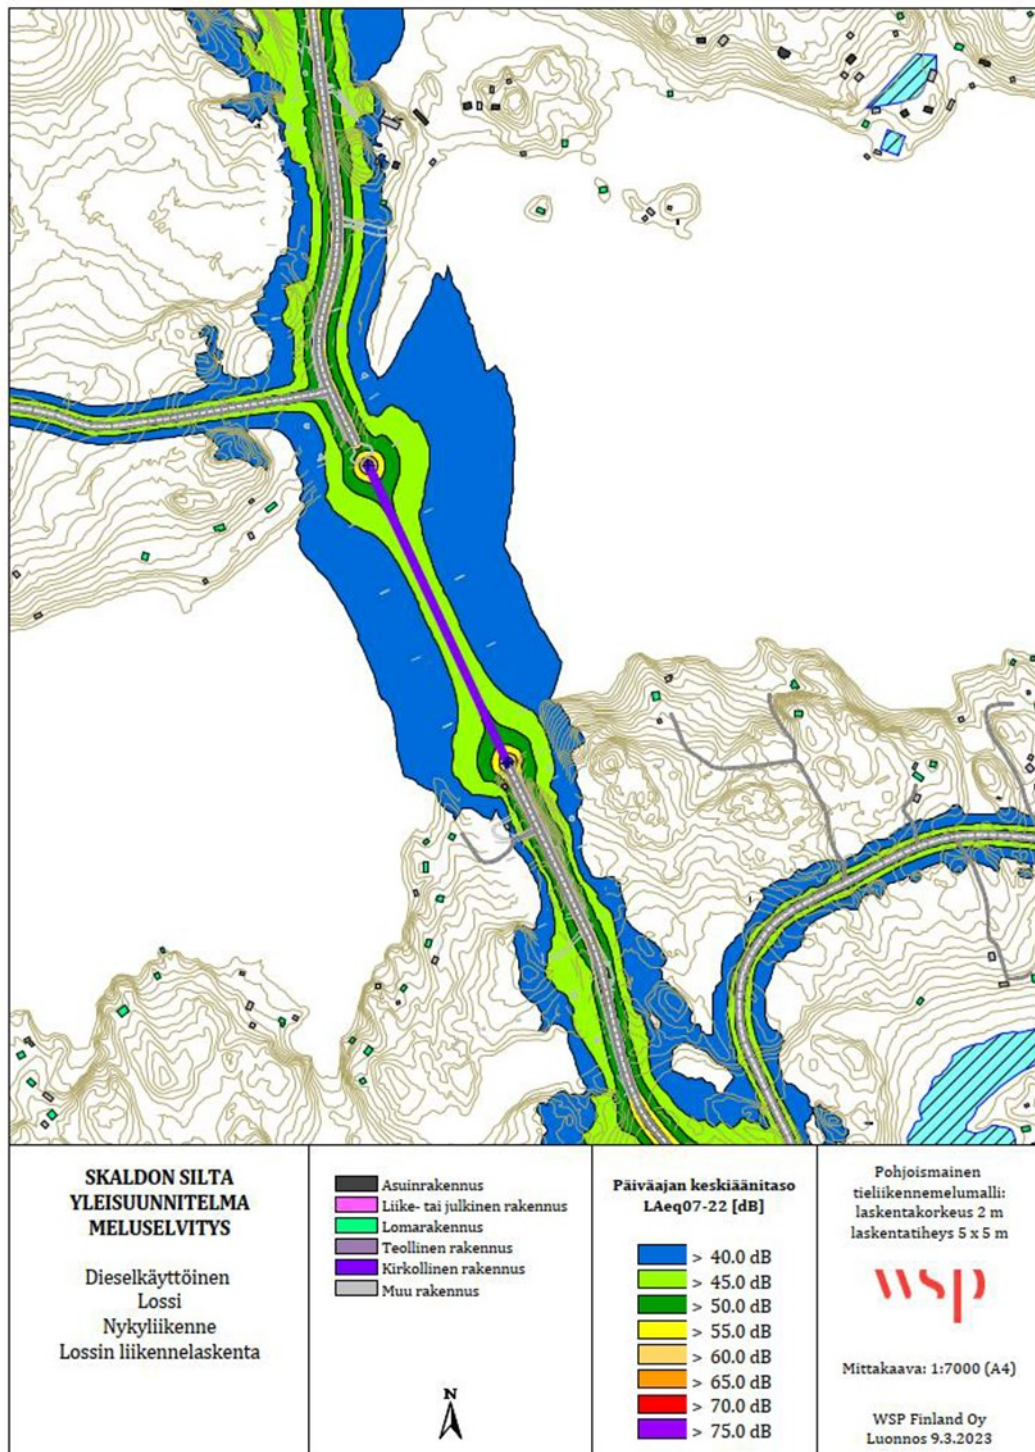 SKALDON SILTA
YLEISUUNNITELMA
MELUSELVITYS
Dieselkäyttöinen
Lossi
Nykyliikenne
Lossin liikennelaskenta
Asuinrakennus
Liike- tai julkinen rakennus
Lomarakennus
Teollinen rakennus
Kirkollinen rakennus
Muu rakennus
N
Päiväajan keskiäänitaso
LAeq07-22 [dB]
> 40.0 dB
> 45.0 dB
> 50.0 dB
> 55.0 dB
> 60.0 dB
> 65.0 dB
> 70.0 dB
> 75.0 dB
Pohjoismainen
tieliikennemelumalli:
laskentakorkeus 2 m
laskentatiheys 5 x 5 m
wsp
Mittakaava: 1:7000 (A4)
WSP Finland Oy
Luonnos 9.3.2023